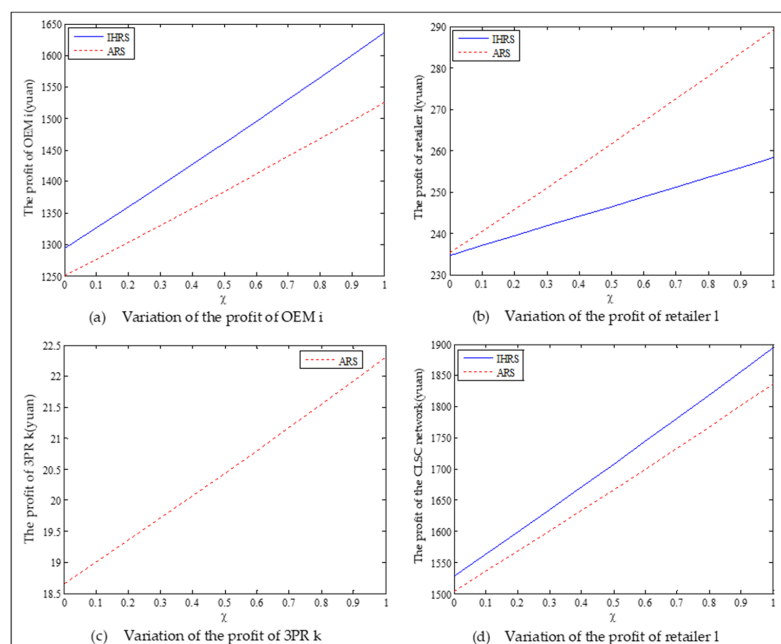 IHRS
ARS
The profit of OEM i(yuan)
1650
1600
1550
1500
1450
1400
1350
1300
1250
0 0.1 0.2 0.3 0.4 0.5 0.6 0.7 0.8 0.9 1
χ
(a) Variation of the profit of OEM i
IHRS
ARS
The profit of retailer l(yuan)
290
280
270
260
250
240
230
0 0.1 0.2 0.3 0.4 0.5 0.6 0.7 0.8 0.9 1
χ
(b) Variation of the profit of retailer l
ARS
The profit of 3PR k(yuan)
22.5
22
21.5
21
20.5
20
19.5
19
18.5
0 0.1 0.2 0.3 0.4 0.5 0.6 0.7 0.8 0.9 1
χ
(c) Variation of the profit of 3PR k
IHRS
ARS
The profit of the CLSC network(yuan)
1900
1850
1800
1750
1700
1650
1600
1550
1500
0 0.1 0.2 0.3 0.4 0.5 0.6 0.7 0.8 0.9 1
χ
(d) Variation of the profit of retailer l